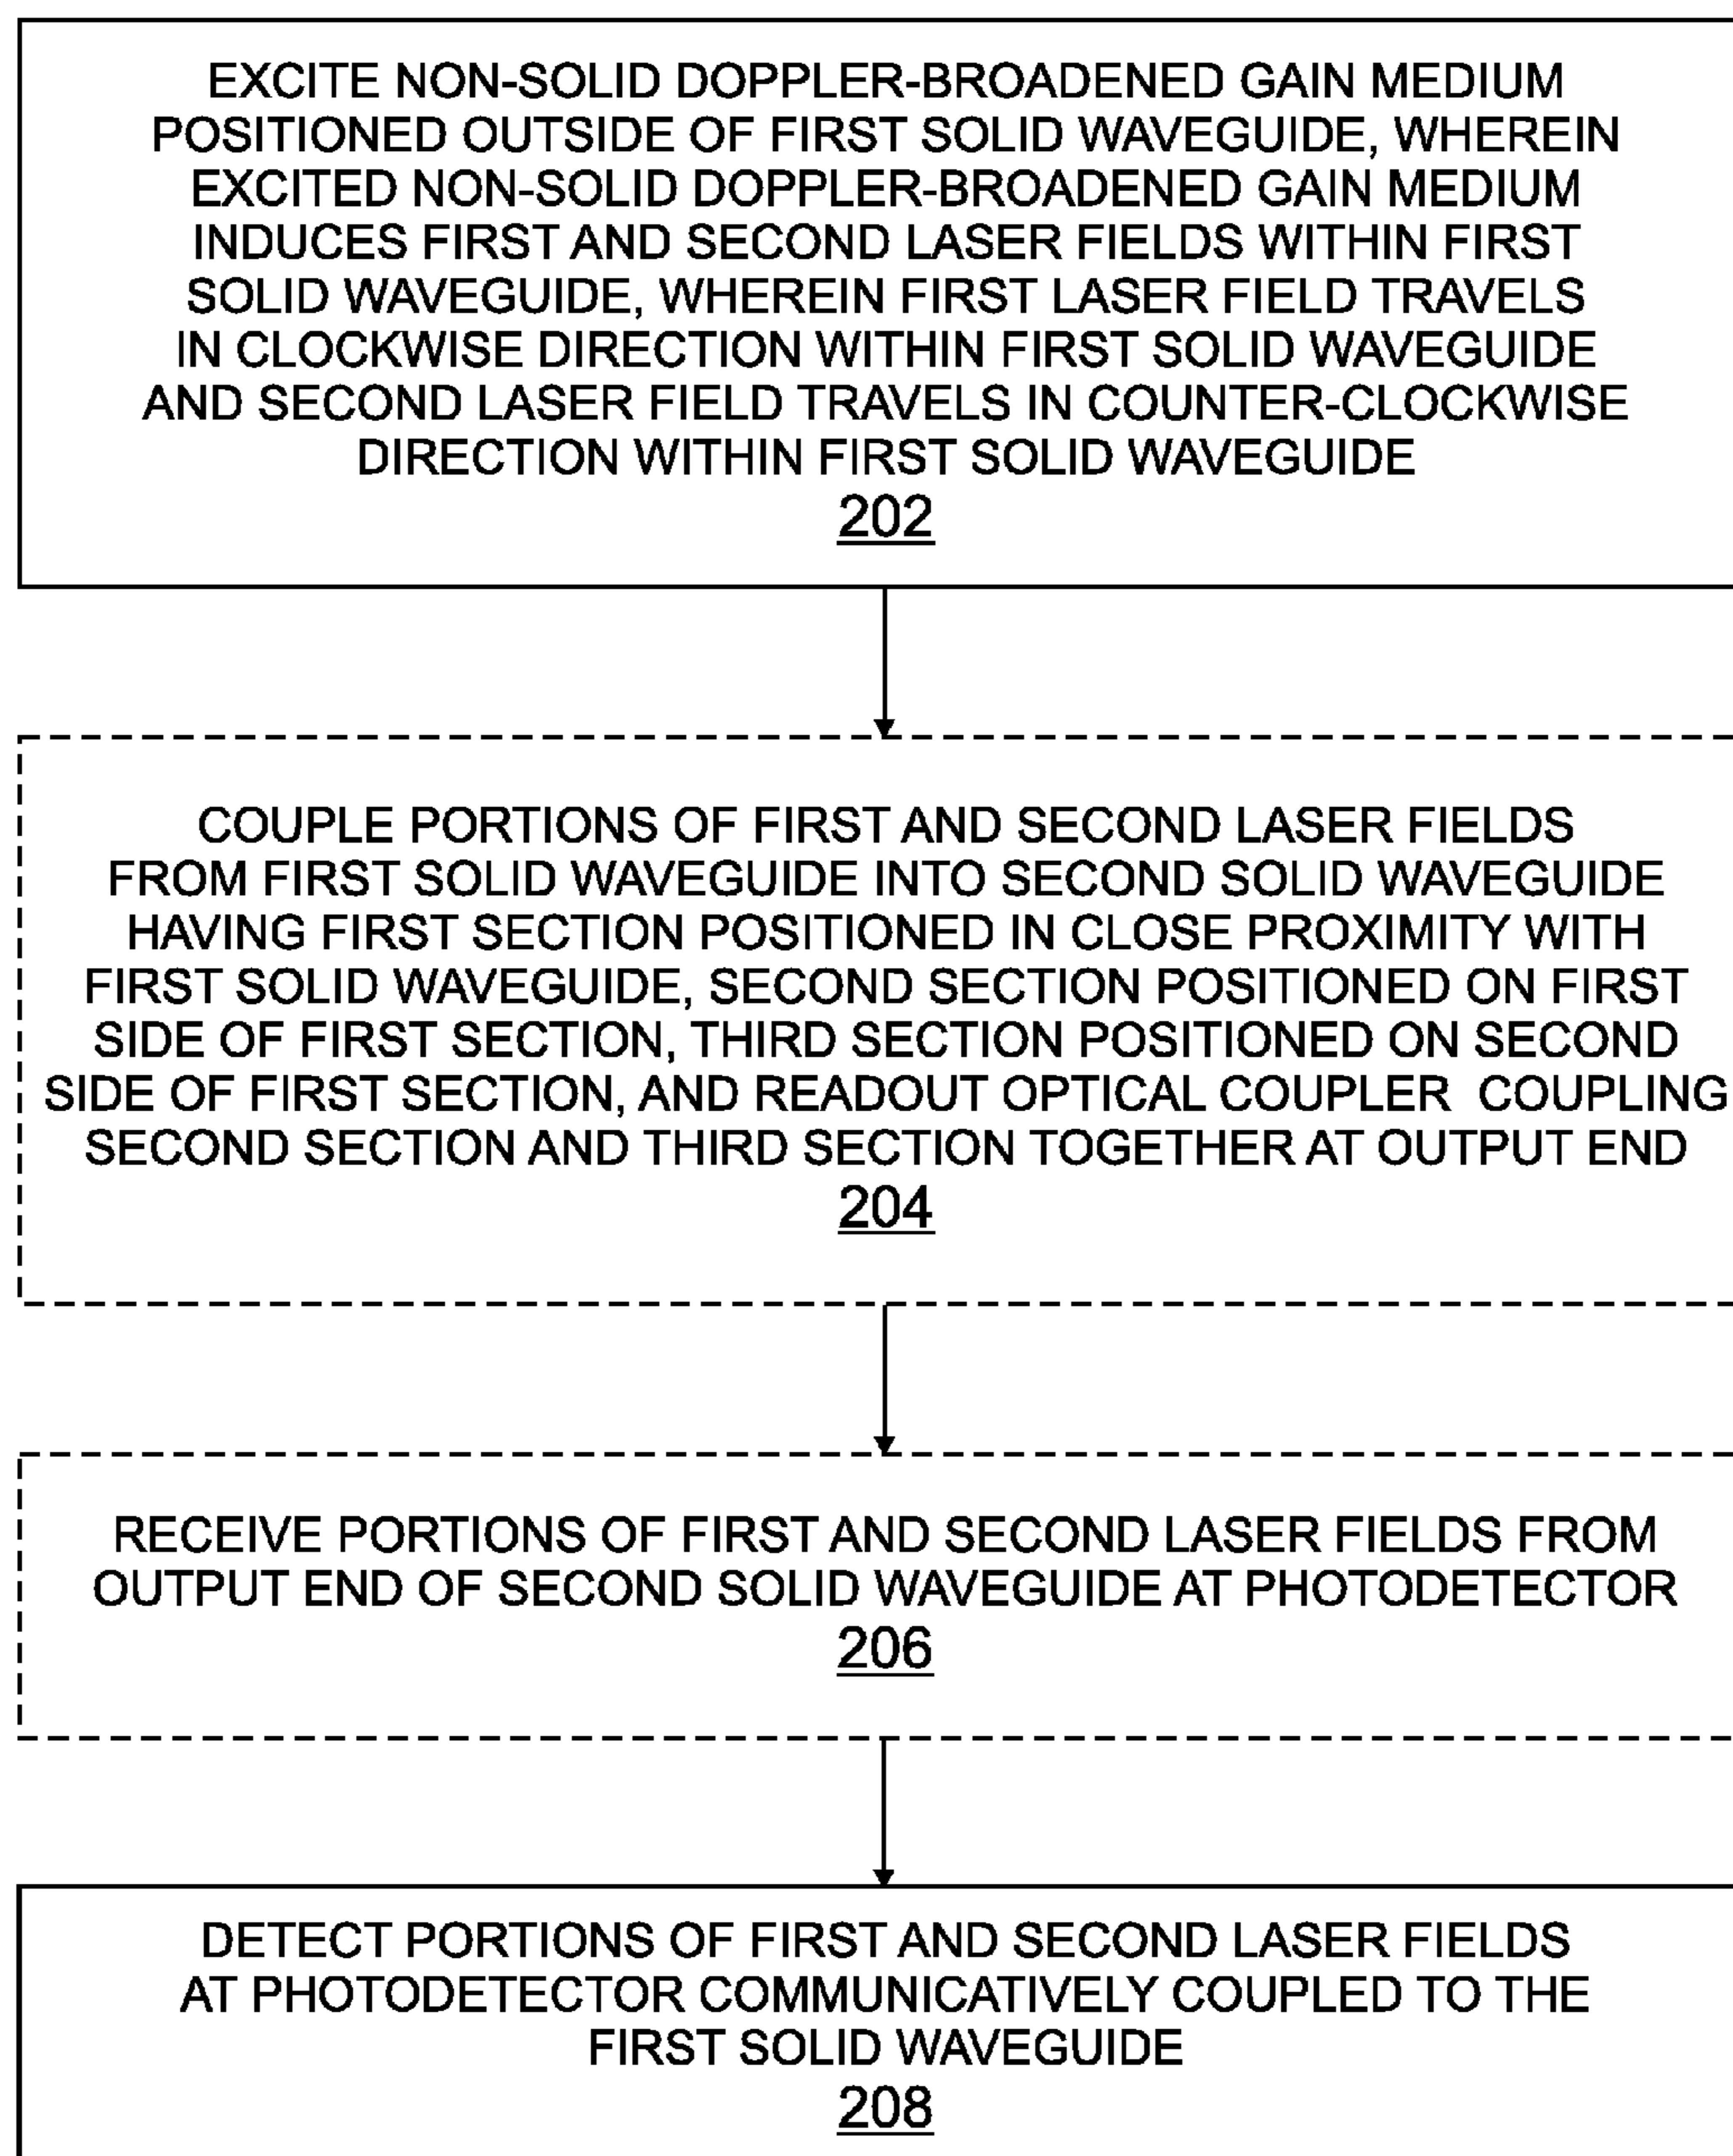 EXCITE NON-SOLID DOPPLER-BROADENED GAIN MEDIUM
POSITIONED OUTSIDE OF FIRST SOLID WAVEGUIDE, WHEREIN
EXCITED NON-SOLID DOPPLER-BROADENED GAIN MEDIUM
INDUCES FIRST AND SECOND LASER FIELDS WITHIN FIRST
SOLID WAVEGUIDE, WHEREIN FIRST LASER FIELD TRAVELS
IN CLOCKWISE DIRECTION WITHIN FIRST SOLID WAVEGUIDE
AND SECOND LASER FIELD TRAVELS IN COUNTER-CLOCKWISE
DIRECTION WITHIN FIRST SOLID WAVEGUIDE
202
COUPLE PORTIONS OF FIRST AND SECOND LASER FIELDS
FROM FIRST SOLID WAVEGUIDE INTO SECOND SOLID WAVEGUIDE
HAVING FIRST SECTION POSITIONED IN CLOSE PROXIMITY WITH
FIRST SOLID WAVEGUIDE, SECOND SECTION POSITIONED ON FIRST
SIDE OF FIRST SECTION, THIRD SECTION POSITIONED ON SECOND
SIDE OF FIRST SECTION, AND READOUT OPTICAL COUPLER COUPLING
SECOND SECTION AND THIRD SECTION TOGETHER AT OUTPUT END
204
RECEIVE PORTIONS OF FIRST AND SECOND LASER FIELDS FROM
OUTPUT END OF SECOND SOLID WAVEGUIDE AT PHOTODETECTOR
206
DETECT PORTIONS OF FIRST AND SECOND LASER FIELDS
AT PHOTODETECTOR COMMUNICATIVELY COUPLED TO THE
FIRST SOLID WAVEGUIDE
208